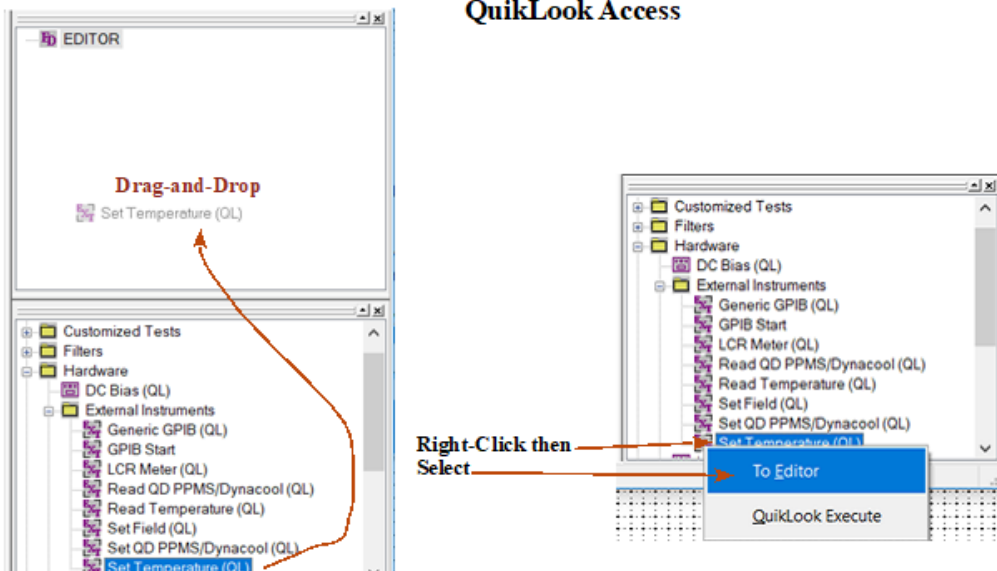 QuikLook Access
EDITOR
Drag-and-Drop
Set Temperature (QL)
Customized Tests
Filters
Hardware
DC Bias (QL)
External Instruments
Generic GPIB (QL)
GPIB Start
LCR Meter (QL)
Read QD PPMS/Dynacool (QL)
Read Temperature (QL)
Set Field (QL)
Set QD PPMS/Dynacool (QL)
Set Temperature (QL)
Customized Tests
Filters
Hardware
DC Bias (QL)
External Instruments
Generic GPIB (QL)
GPIB Start
LCR Meter (QL)
Read QD PPMS/Dynacool (QL)
Read Temperature (QL)
Set Field (QL)
Set QD PPMS/Dynacool (QL)
Set Temperature (QL)
Right-Click then
Select
To Editor
QuikLook Execute